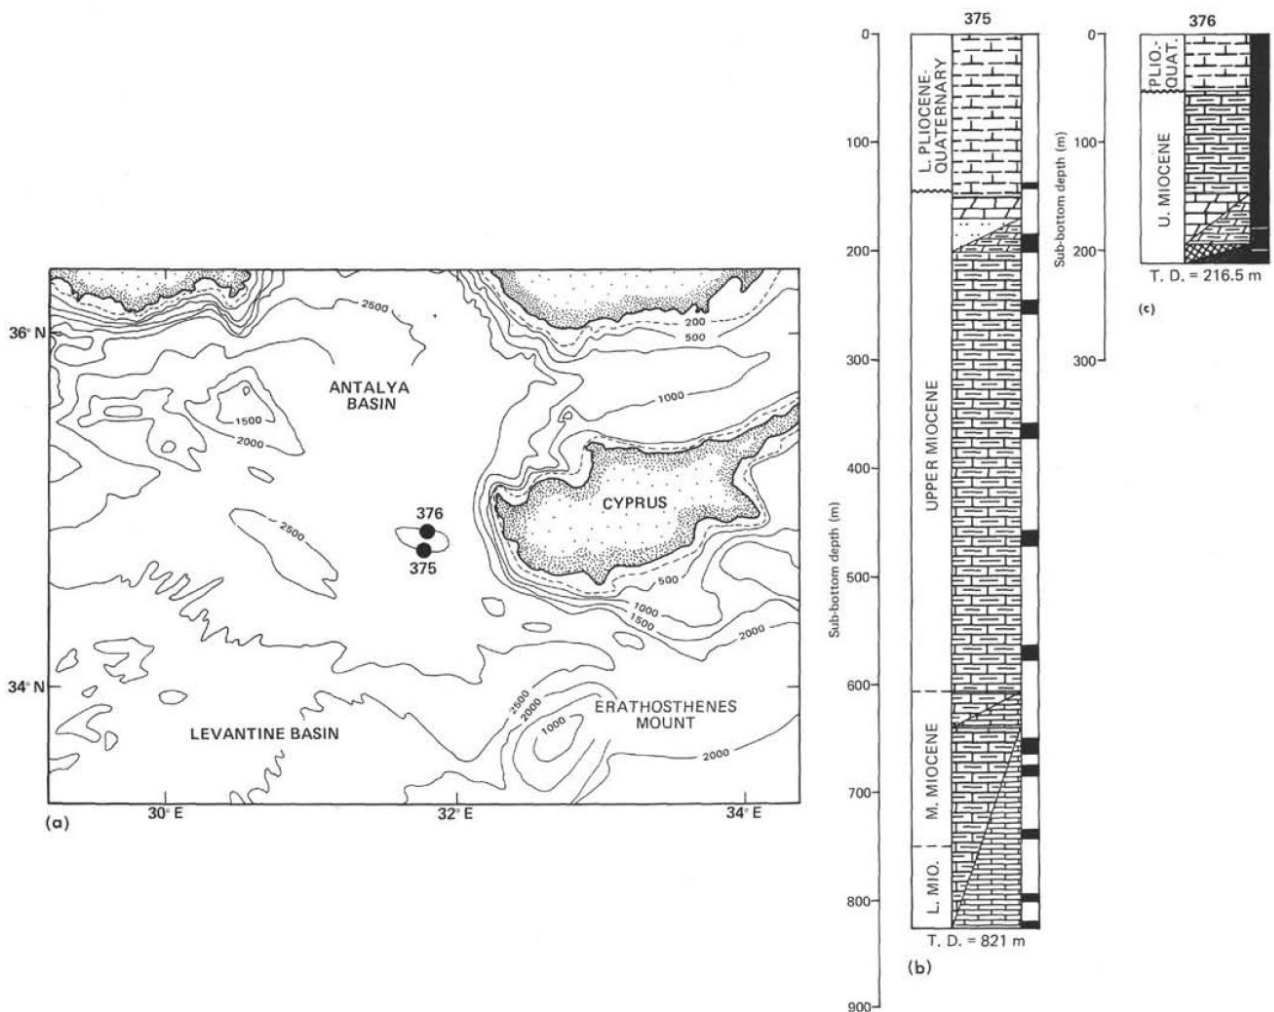 36° N
34° N
30° E
32° E
34° E
(a)
ANTALYA
BASIN
CYPRUS
ERATHOSTHENES
MOUNT
LEVANTINE BASIN
376
375
2500
200
500
1000
1500
2000
2500
500
1000
1500
2000
2500
2000
1000
2000
375
0
100
200
300
400
500
600
700
800
900
Sub-bottom depth (m)
L. PLIOCENE-
QUATERNARY
UPPER MIOCENE
M. MIOCENE
L. MIO.
T. D. = 821 m
(b)
376
0
100
200
300
Sub-bottom depth (m)
PLIO.-
QUAT.
U. MIOCENE
T. D. = 216.5 m
(c)